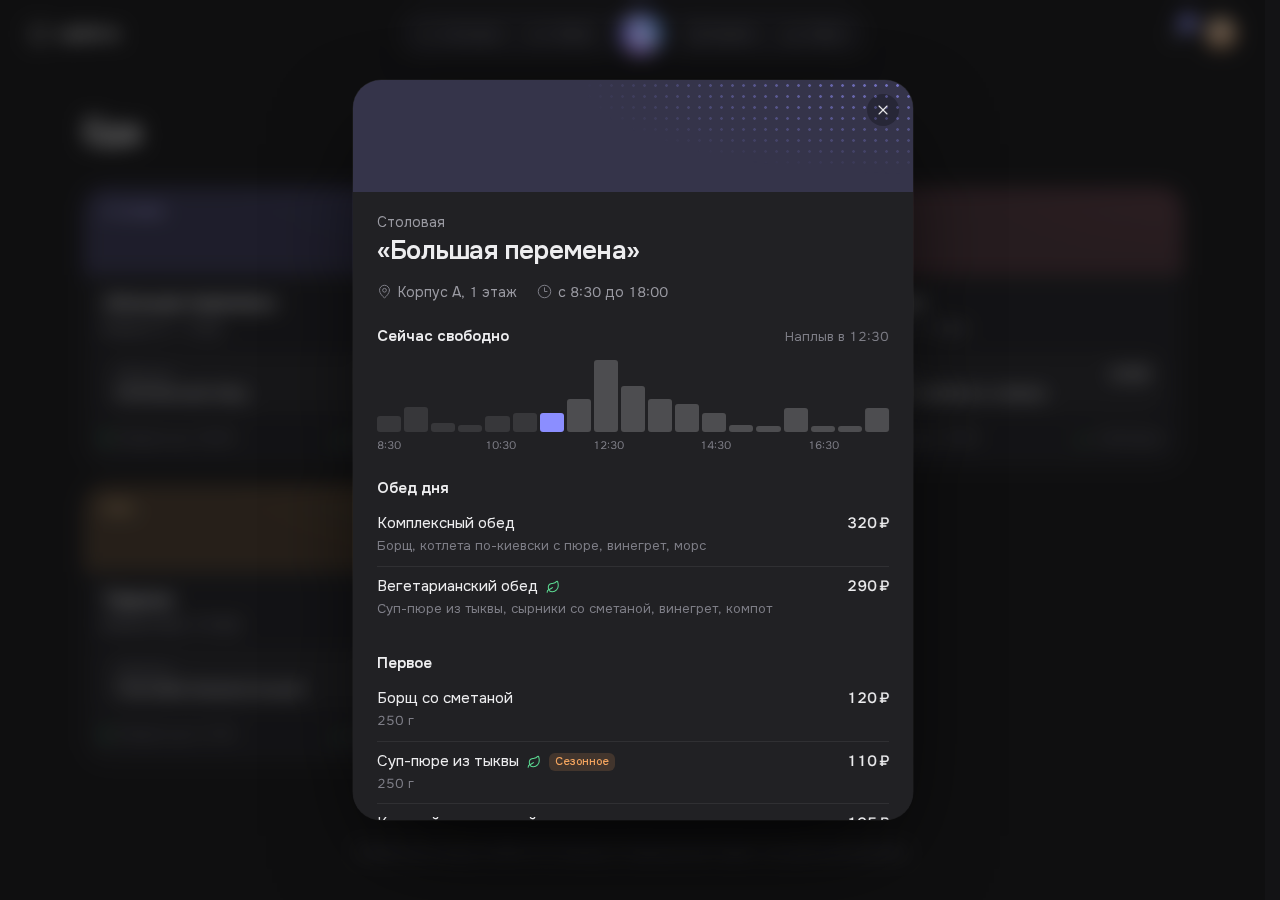 Столовая
«Большая перемена»
Корпус А, 1 этаж с 8:30 до 18:00
Сейчас свободно Наплыв в 12:30
8:30 10:30 12:30 14:30 16:30
Обед дня
Комплексный обед 320 ₽
Борщ, котлета по-киевски с пюре, винегрет, морс
Вегетарианский обед 290 ₽
Суп-пюре из тыквы, сырники со сметаной, винегрет, компот
Первое
Борщ со сметаной 120 ₽
250 г
Суп-пюре из тыквы Сезонное 110 ₽
250 г